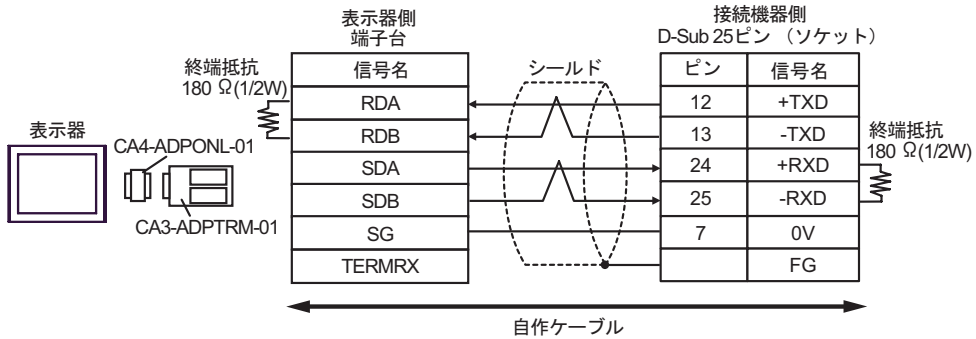 表示器側
端子台
接続機器側
D-Sub 25ピン (ソケット)
終端抵抗
180 Ω(1/2W)
信号名
シールド
ピン
信号名
RDA
12
+TXD
表示器
RDB
13
-TXD
終端抵抗
180 Ω(1/2W)
CA4-ADPONL-01
SDA
24
+RXD
SDB
25
-RXD
CA3-ADPTRM-01
SG
7
0V
TERMRX
FG
自作ケーブル